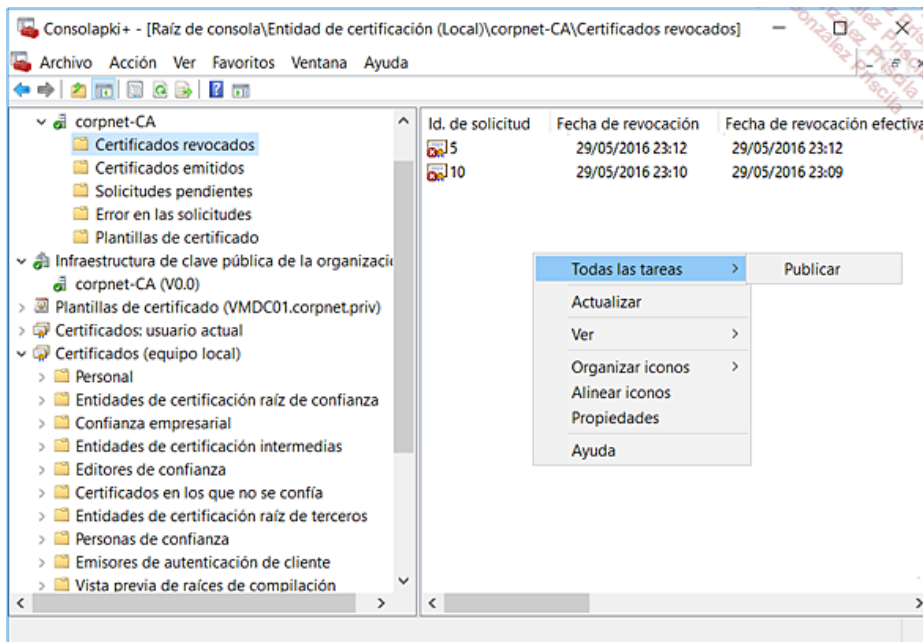 Consolapki+ - [Raíz de consola\Entidad de certificación (Local)\corpnet-CA\Certificados revocados]
Archivo Acción Ver Favoritos Ventana Ayuda
corpnet-CA
Certificados revocados
Certificados emitidos
Solicitudes pendientes
Error en las solicitudes
Plantillas de certificado
Infraestructura de clave pública de la organizació
corpnet-CA (V0.0)
Plantillas de certificado (VMDC01.corpnet.priv)
Certificados: usuario actual
Certificados (equipo local)
Personal
Entidades de certificación raíz de confianza
Confianza empresarial
Entidades de certificación intermedias
Editores de confianza
Certificados en los que no se confía
Entidades de certificación raíz de terceros
Personas de confianza
Emisores de autenticación de cliente
Vista previa de raíces de compilación
Id. de solicitud Fecha de revocación Fecha de revocación efectiva
5 29/05/2016 23:12 29/05/2016 23:12
10 29/05/2016 23:10 29/05/2016 23:09
Todas las tareas Publicar
Actualizar
Ver
Organizar iconos
Alinear iconos
Propiedades
Ayuda